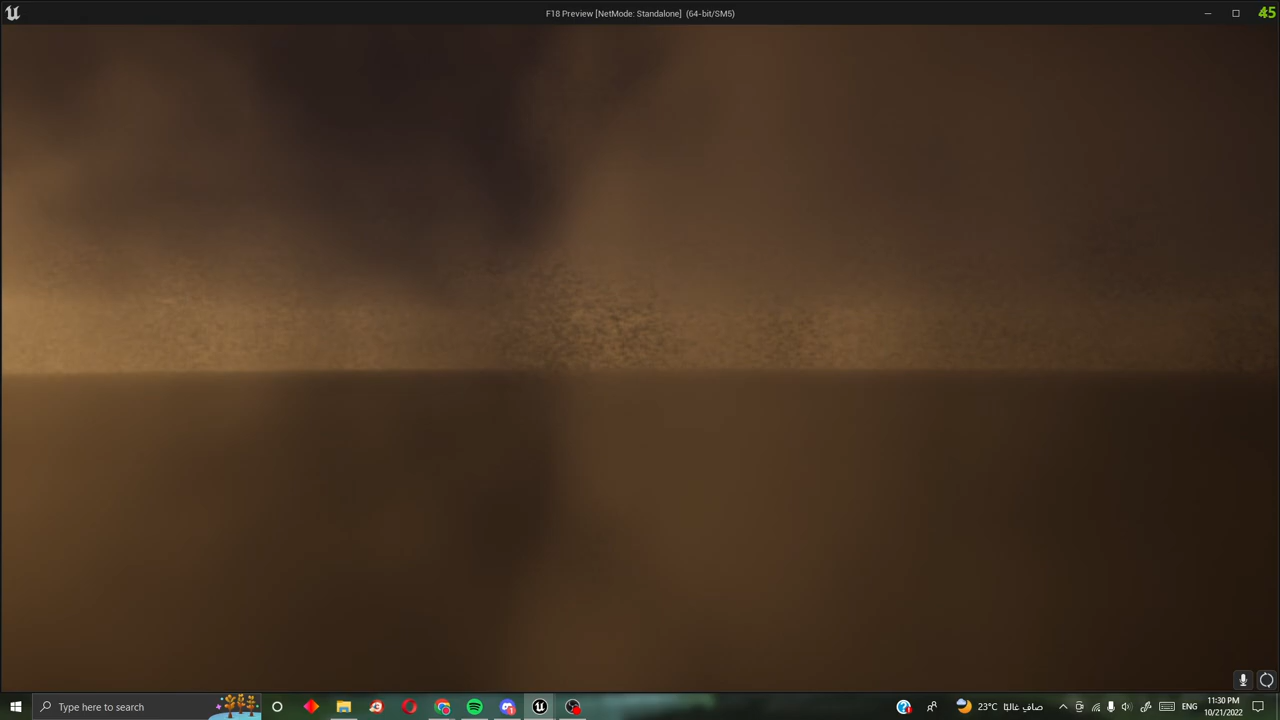 F18 Preview [NetMode: Standalone] (64-bit/SM5)
45
Type here to search
23°C صافٍ غالبًا
ENG
11:30 PM
10/21/2022